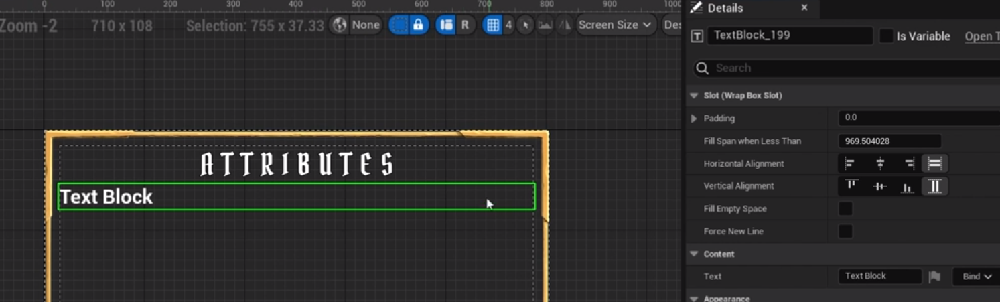 0 100 200 300 400 500 600 700 800 900 1000
Zoom -2 710 x 108 Selection: 755 x 37.33 None R 4 Screen Size
ATTRIBUTES
Text Block
Details
TextBlock_199 Is Variable Open
Search
Slot (Wrap Box Slot)
Padding 0.0
Fill Span when Less Than 969.504028
Horizontal Alignment
Vertical Alignment
Fill Empty Space
Force New Line
Content
Text Text Block Bind
Appearance